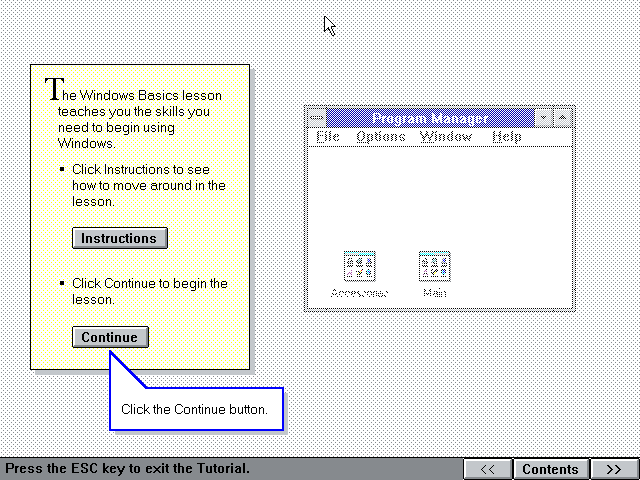 The Windows Basics lesson
teaches you the skills you
need to begin using
Windows.
▪ Click Instructions to see
how to move around in the
lesson.
Instructions
▪ Click Continue to begin the
lesson.
Continue
Click the Continue button.
Program Manager
File Options Window Help
Accessories Main
Press the ESC key to exit the Tutorial.
<< Contents >>